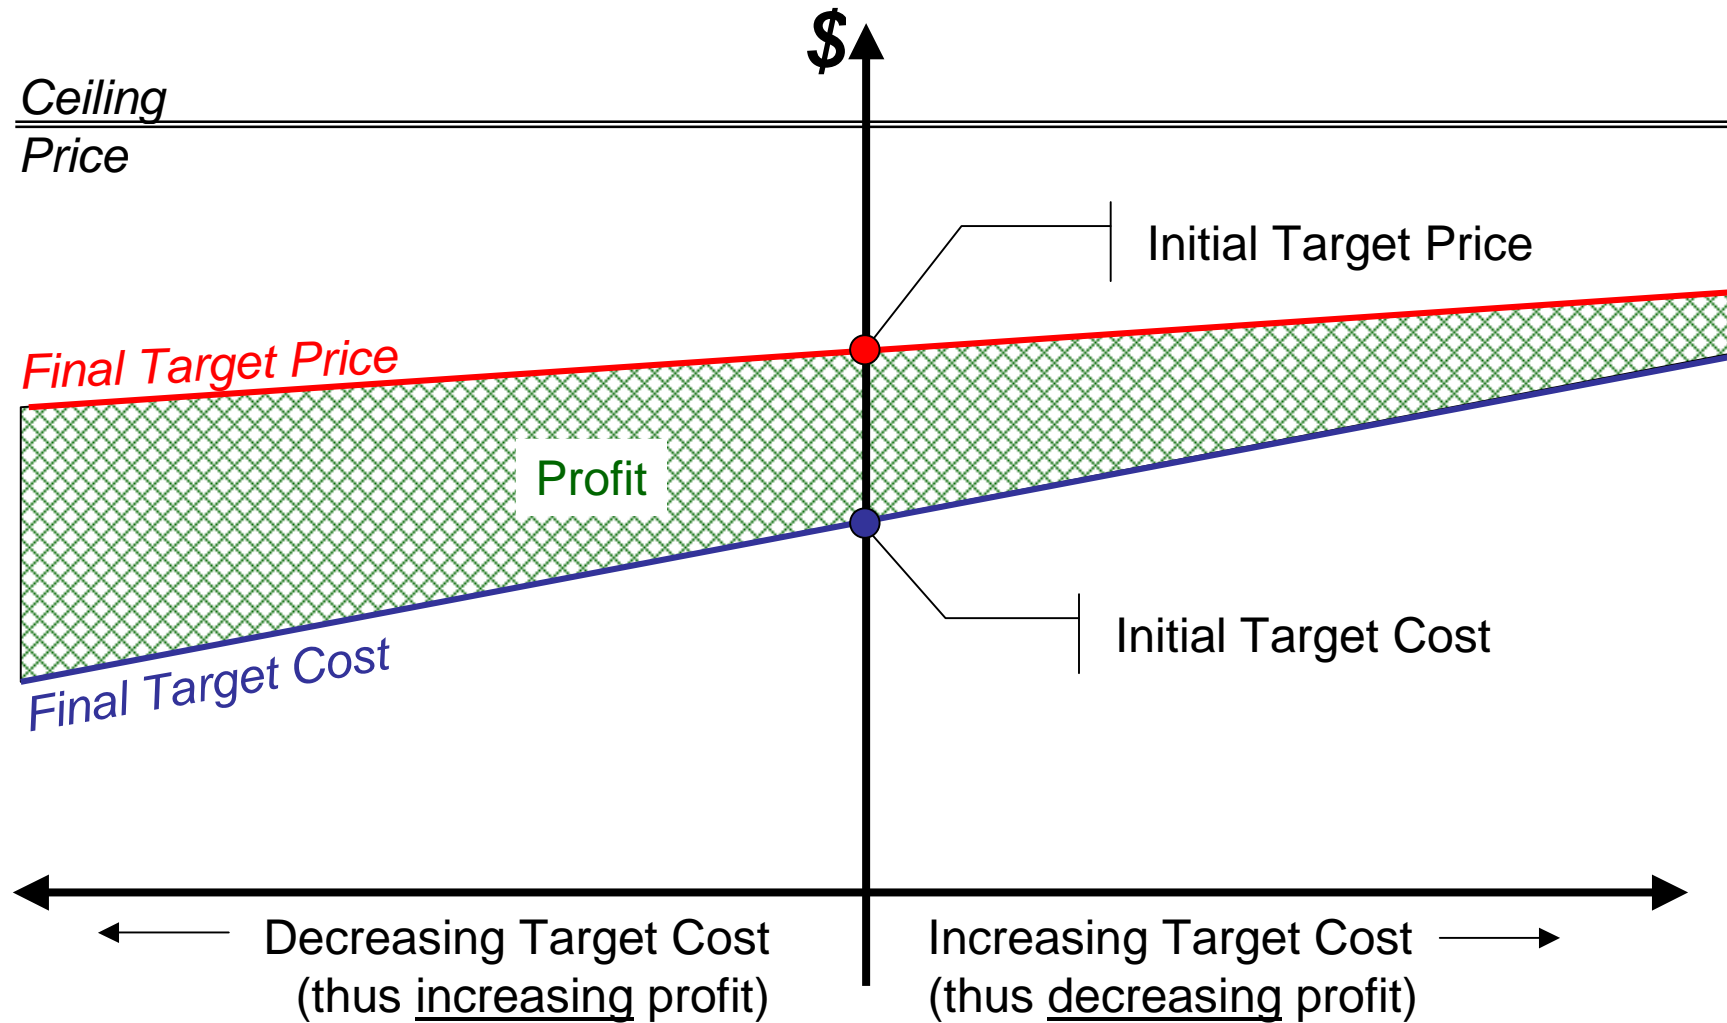 $
Ceiling
Price
Initial Target Price
Final Target Price
Profit
Initial Target Cost
Final Target Cost
Decreasing Target Cost
(thus increasing profit)
Increasing Target Cost
(thus decreasing profit)